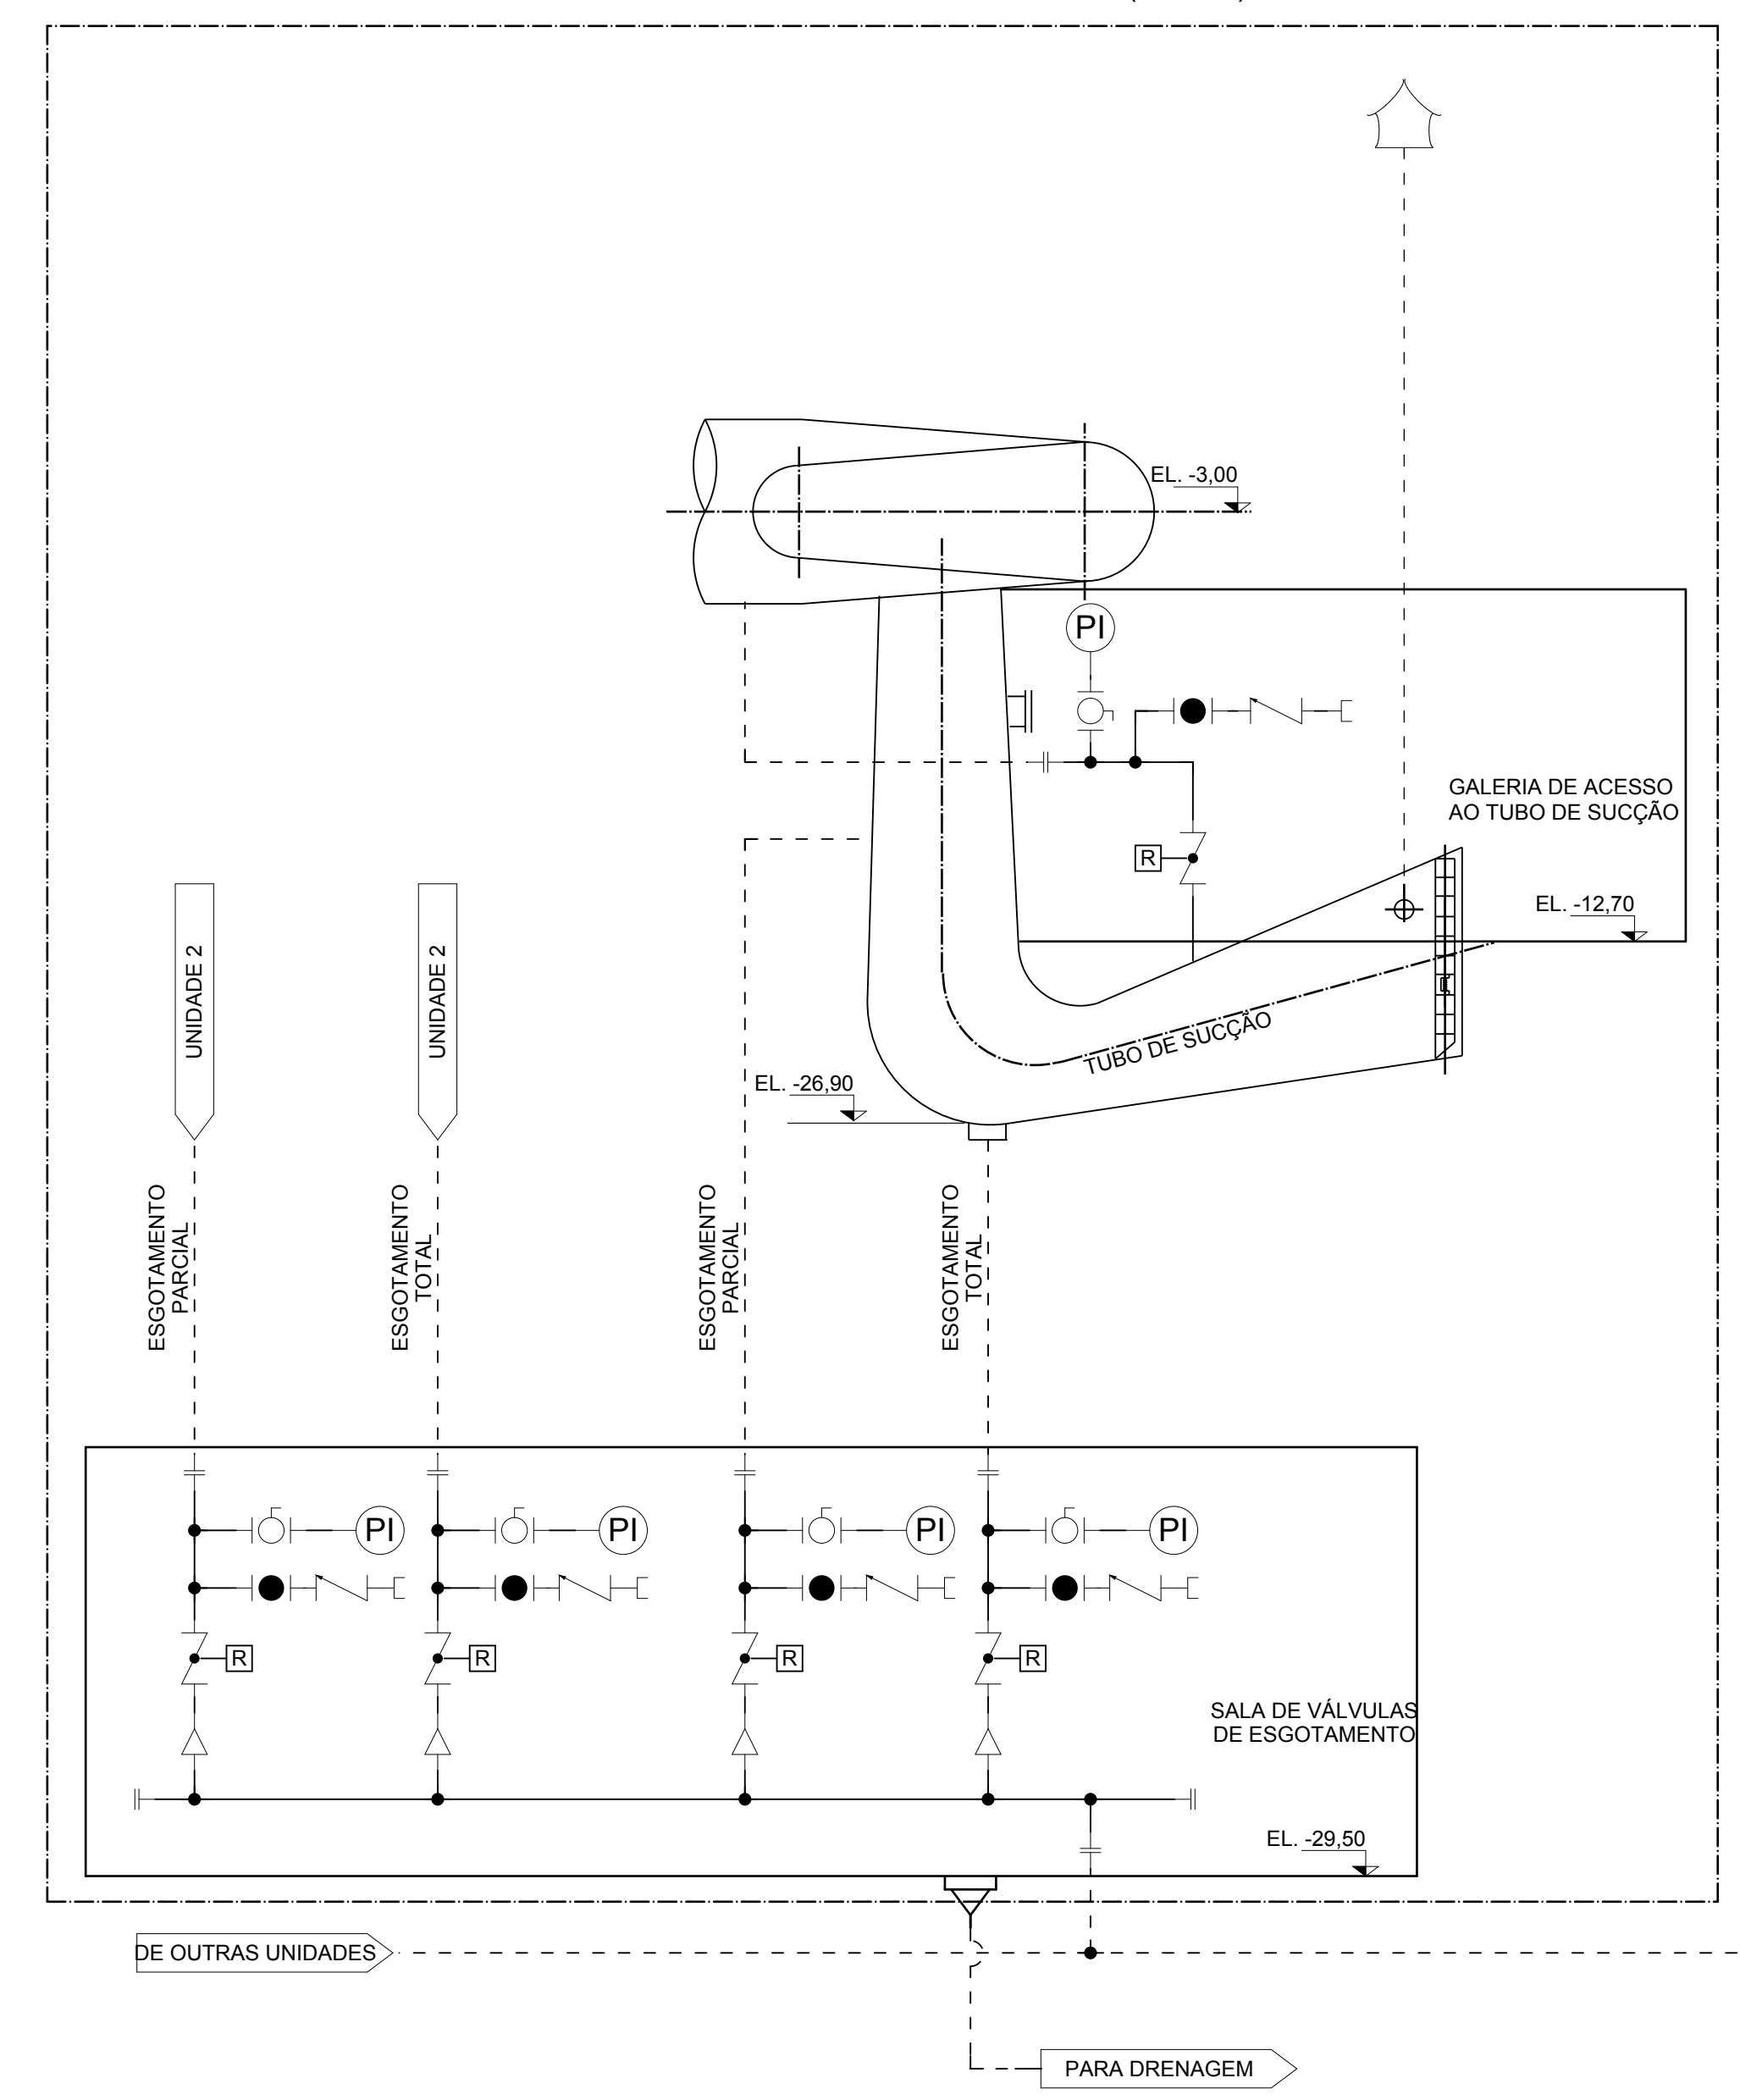 EL. -3,00
PI
GALERIA DE ACESSO
AO TUBO DE SUCÇÃO
R
EL. -12,70
UNIDADE 2
UNIDADE 2
TUBO DE SUCÇÃO
EL. -26,90
ESGOTAMENTO
PARCIAL
ESGOTAMENTO
TOTAL
ESGOTAMENTO
PARCIAL
ESGOTAMENTO
TOTAL
PI
PI
PI
PI
R
R
R
R
SALA DE VÁLVULAS
DE ESGOTAMENTO
EL. -29,50
DE OUTRAS UNIDADES
PARA DRENAGEM